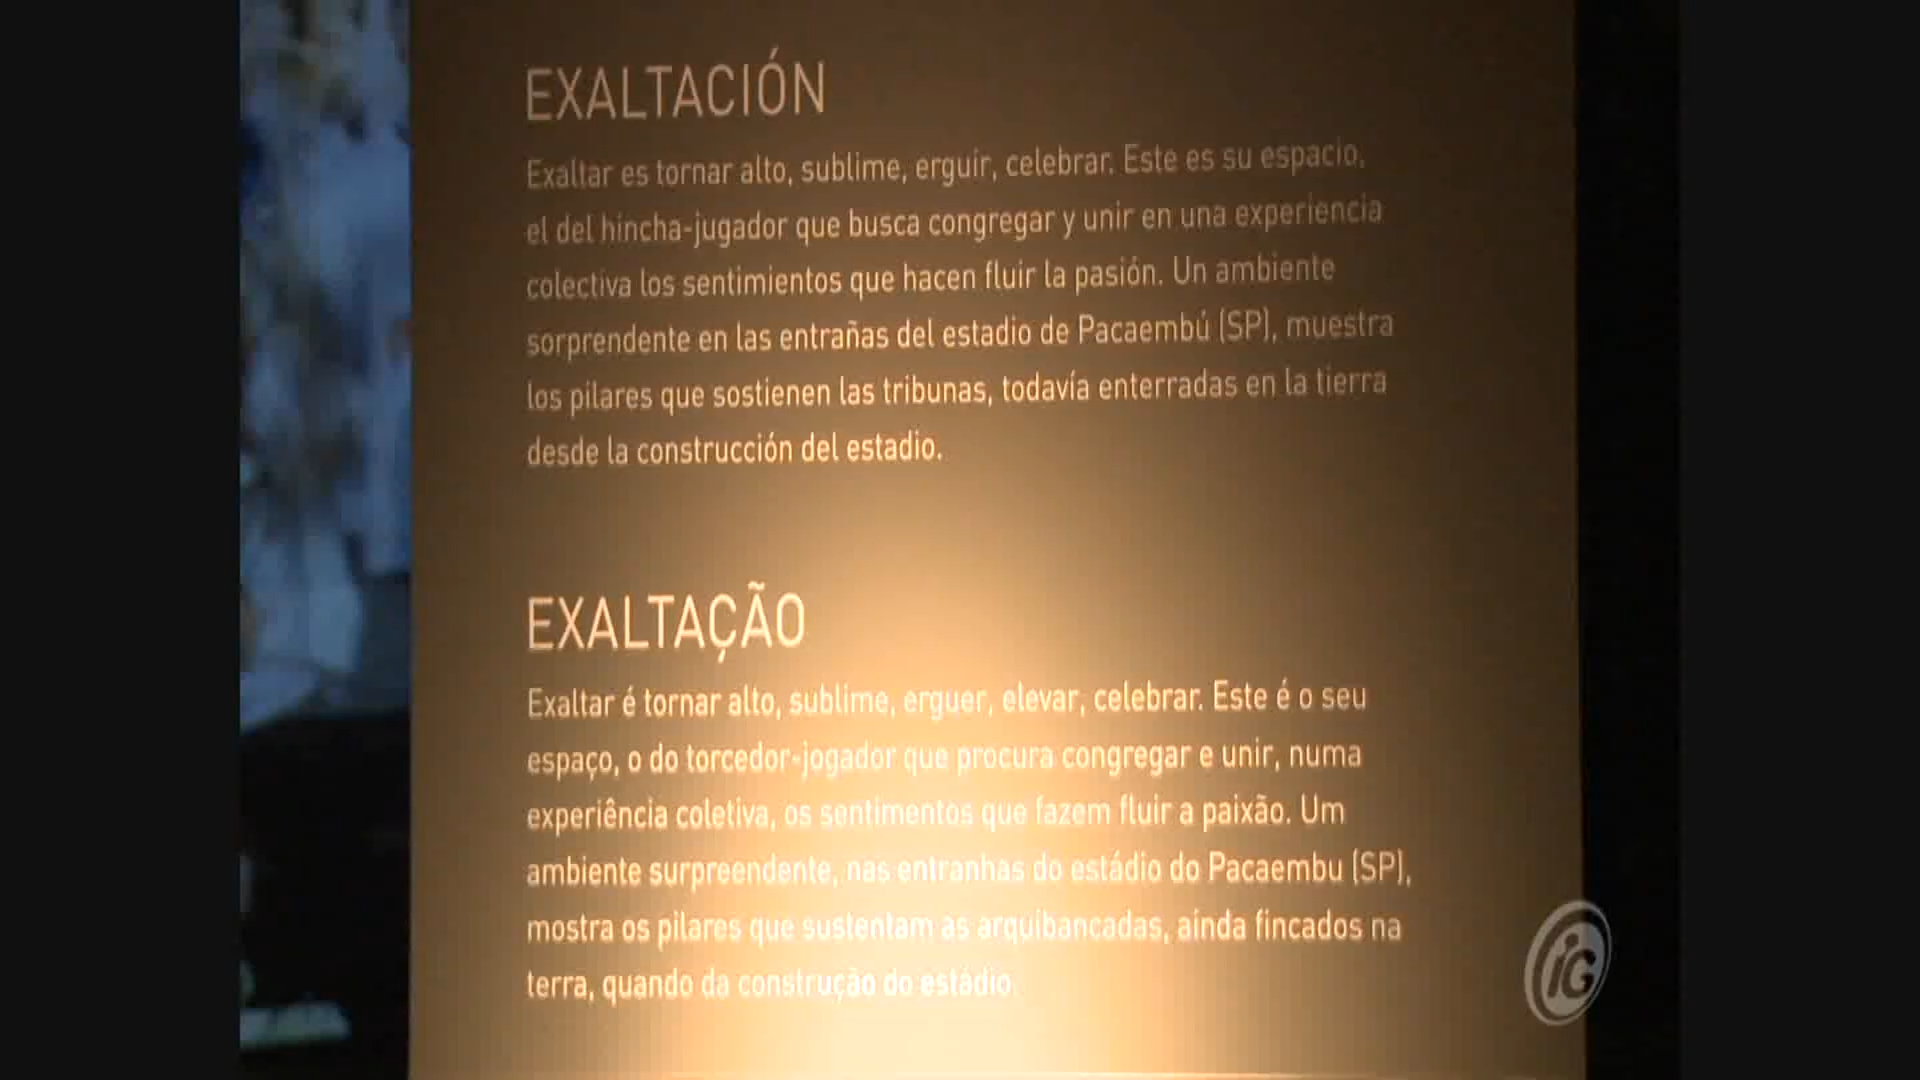 EXALTACIÓN
Exaltar es tornar alto, sublime, erguir, celebrar. Este es su espacio,
el del hincha-jugador que busca congregar y unir en una experiencia
colectiva los sentimientos que hacen fluir la pasión. Un ambiente
sorprendente en las entrañas del estadio de Pacaembú (SP), muestra
los pilares que sostienen las tribunas, todavía enterradas en la tierra
desde la construcción del estadio.
EXALTAÇÃO
Exaltar é tornar alto, sublime, erguer, elevar, celebrar. Este é o seu
espaço, o do torcedor-jogador que procura congregar e unir, numa
experiência coletiva, os sentimentos que fazem fluir a paixão. Um
ambiente surpreendente, nas entranhas do estádio do Pacaembu (SP),
mostra os pilares que sustentam as arquibancadas, ainda fincados na
terra, quando da construção do estádio.
iG